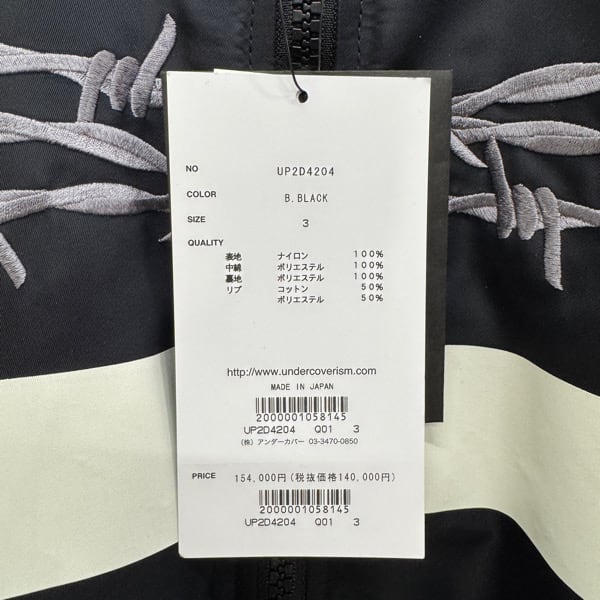 NO UP2D4204
COLOR B.BLACK
SIZE 3
QUALITY
表地 ナイロン 100%
中綿 ポリエステル 100%
裏地 ポリエステル 100%
リブ コットン 50%
ポリエステル 50%
http://www.undercoverism.com
MADE IN JAPAN
2000001058145
UP2D4204 Q01 3
(株) アンダーカバー 03-3470-0850
PRICE 154,000円(税抜価格140,000円)
2000001058145
UP2D4204 Q01 3